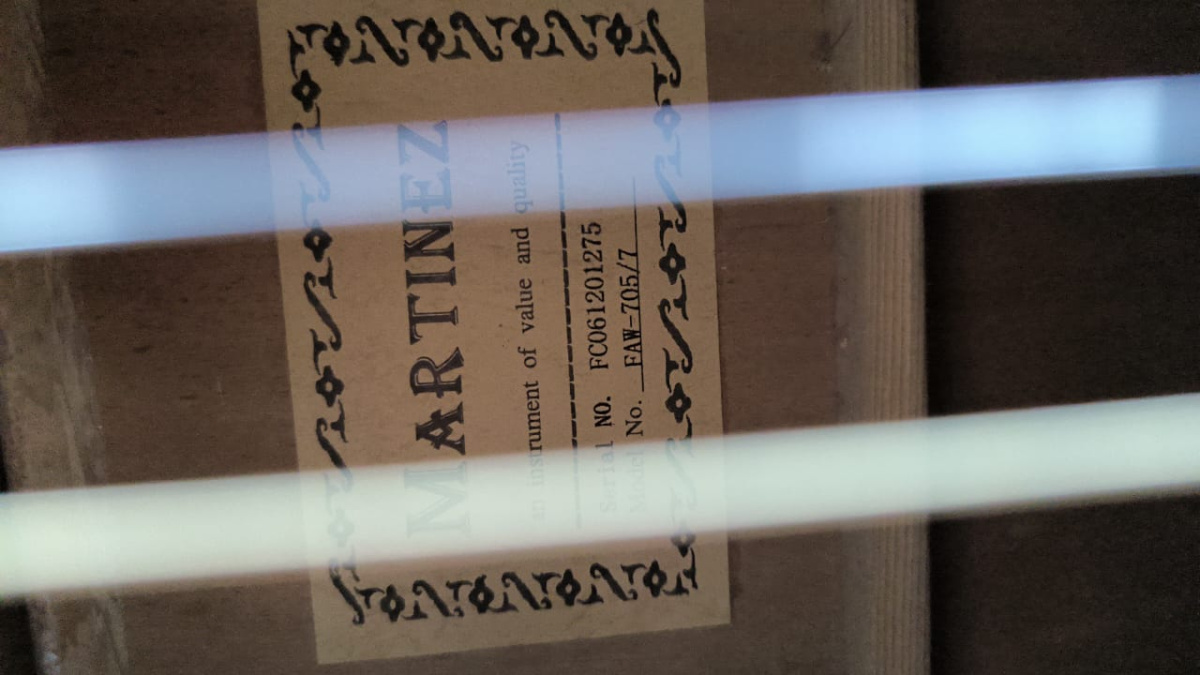 MARTINEZ
an instrument of value and quality
Serial NO. FC061201275
Model No. FAW-705/7